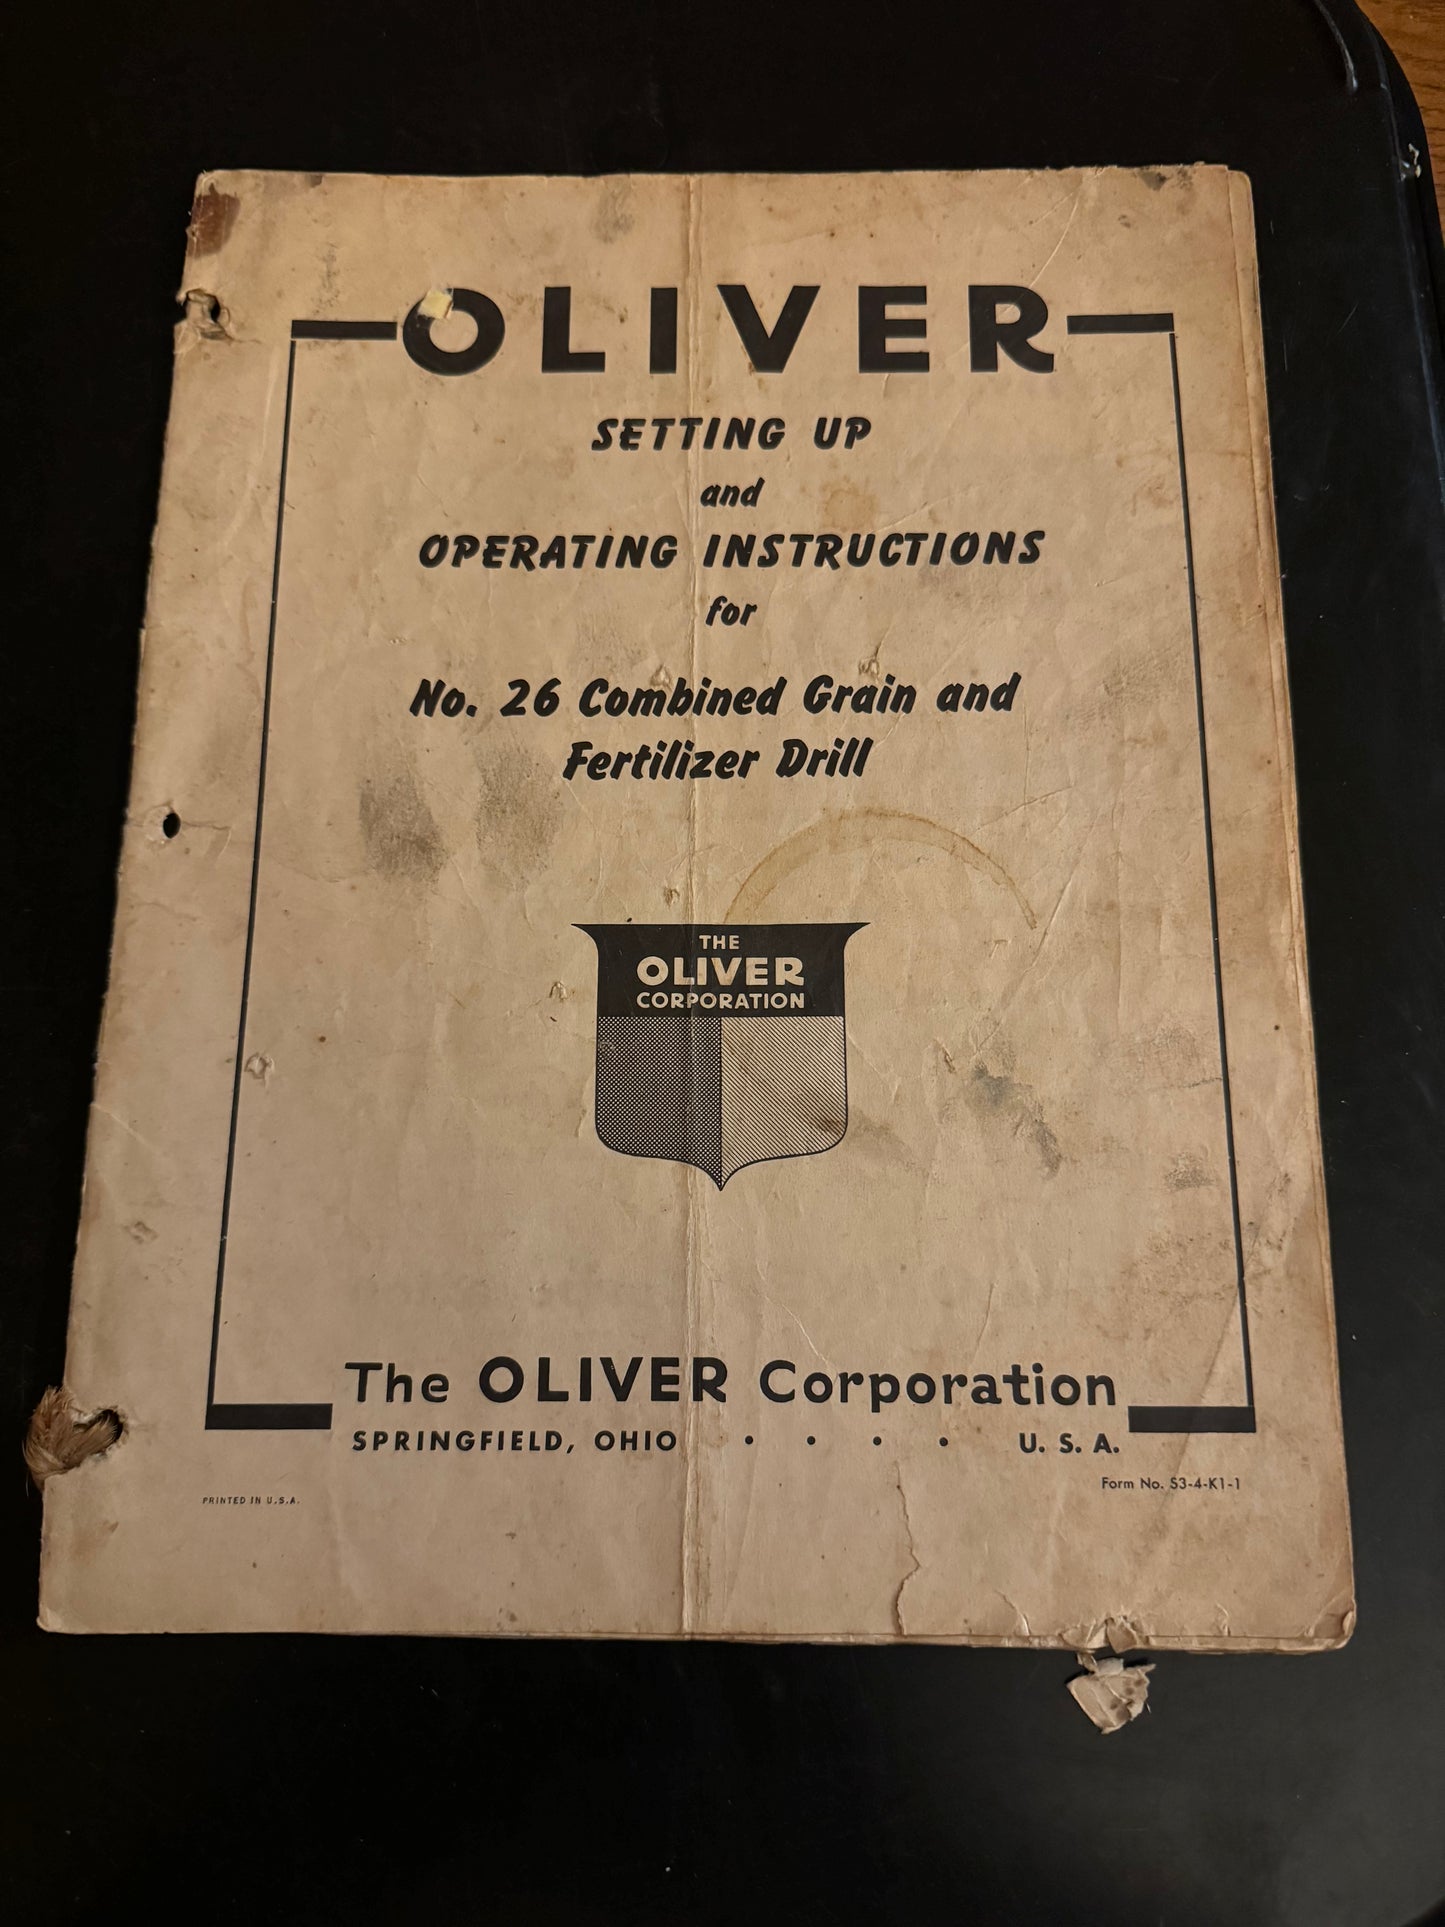 OLIVER
SETTING UP
and
OPERATING INSTRUCTIONS
for
No. 26 Combined Grain and
Fertilizer Drill
THE
OLIVER
CORPORATION
The OLIVER Corporation
SPRINGFIELD, OHIO . . . . U. S. A.
Form No. S3-4-K1-1
PRINTED IN U.S.A.